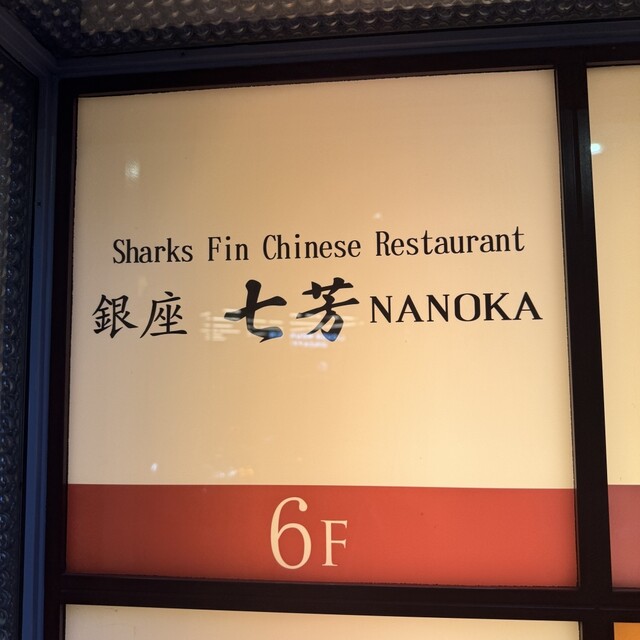 Sharks Fin Chinese Restaurant
銀座 七芳 NANOKA
6F